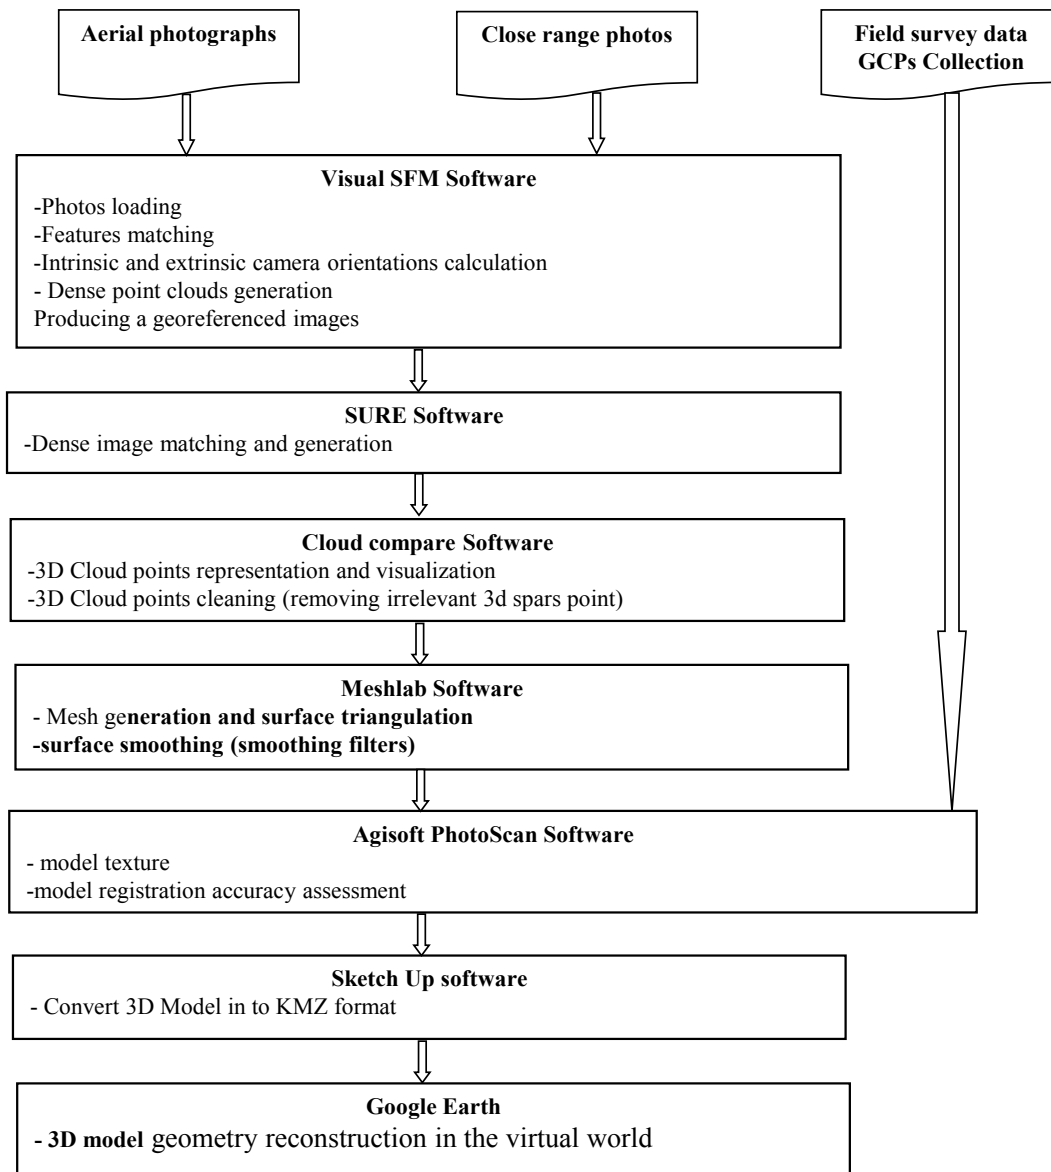 Aerial photographs
Close range photos
Field survey data
GCPs Collection
Visual SFM Software
-Photos loading
-Features matching
-Intrinsic and extrinsic camera orientations calculation
- Dense point clouds generation
Producing a georeferenced images
SURE Software
-Dense image matching and generation
Cloud compare Software
-3D Cloud points representation and visualization
-3D Cloud points cleaning (removing irrelevant 3d spars point)
Meshlab Software
- Mesh generation and surface triangulation
-surface smoothing (smoothing filters)
Agisoft PhotoScan Software
- model texture
-model registration accuracy assessment
Sketch Up software
- Convert 3D Model in to KMZ format
Google Earth
- 3D model geometry reconstruction in the virtual world